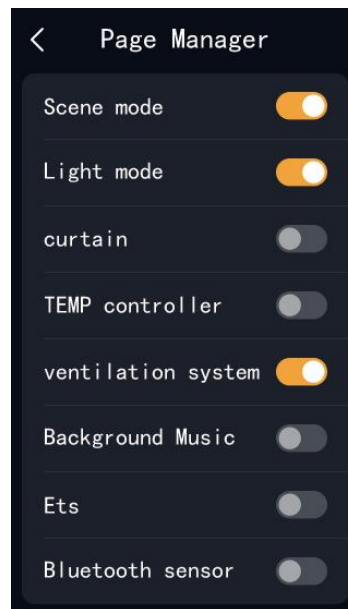 Page Manager
Scene mode
Light mode
curtain
TEMP controller
ventilation system
Background Music
Ets
Bluetooth sensor